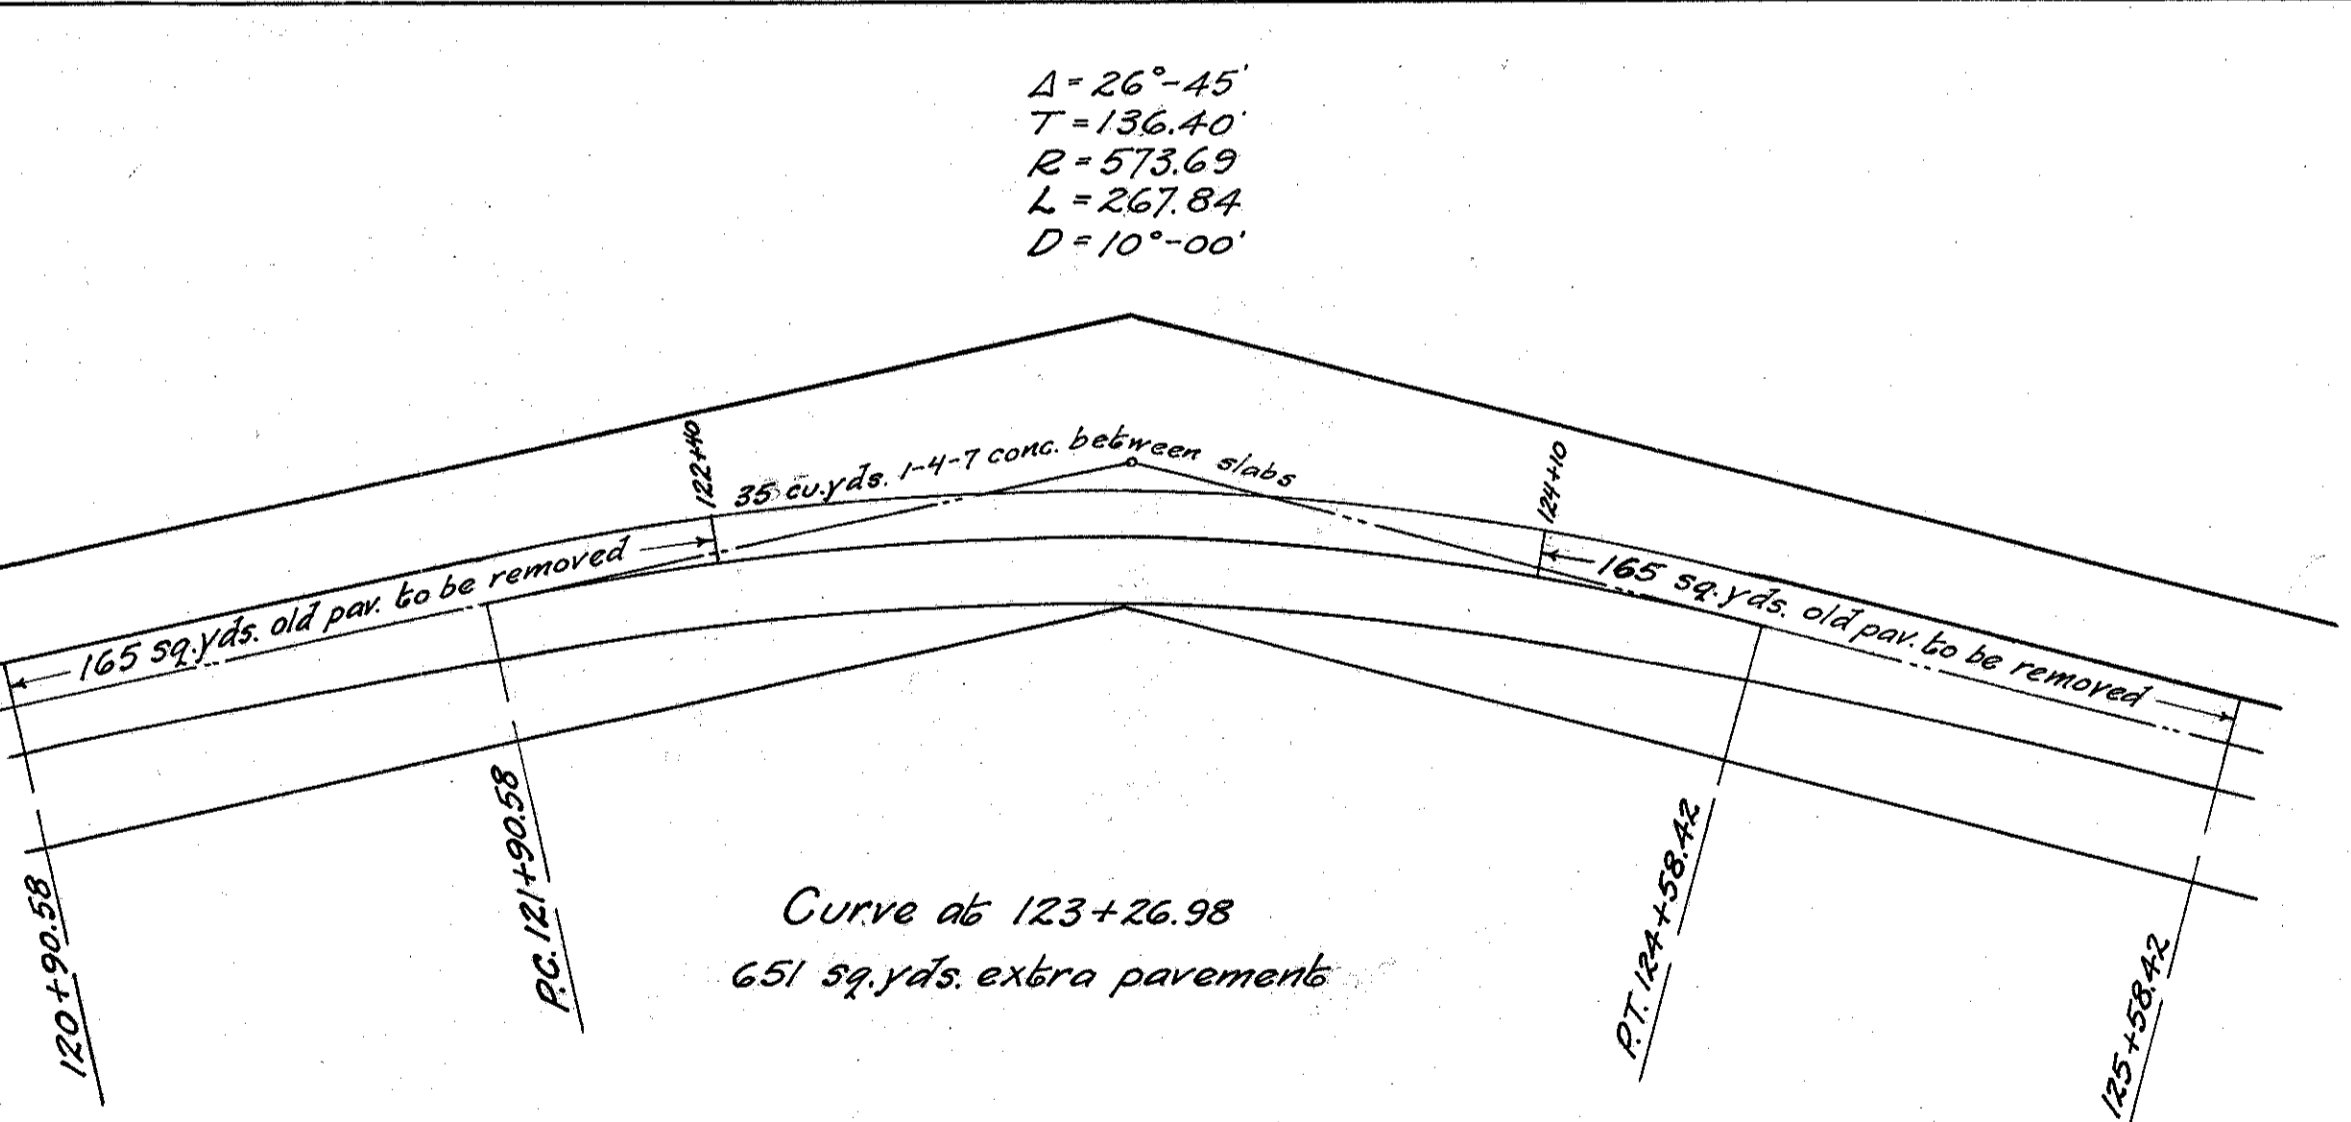 Δ = 26°-45'
T = 136.40'
R = 573.69
L = 267.84
D = 10°-00'
122+40
35 cu.yds. 1-4-7 conc. between slabs
124+10
165 sq.yds. old pav. to be removed
165 sq.yds. old pav. to be removed
120+90.58
P.C. 121+90.58
Curve at 123+26.98
651 sq.yds. extra pavement
P.T. 124+58.42
125+58.42